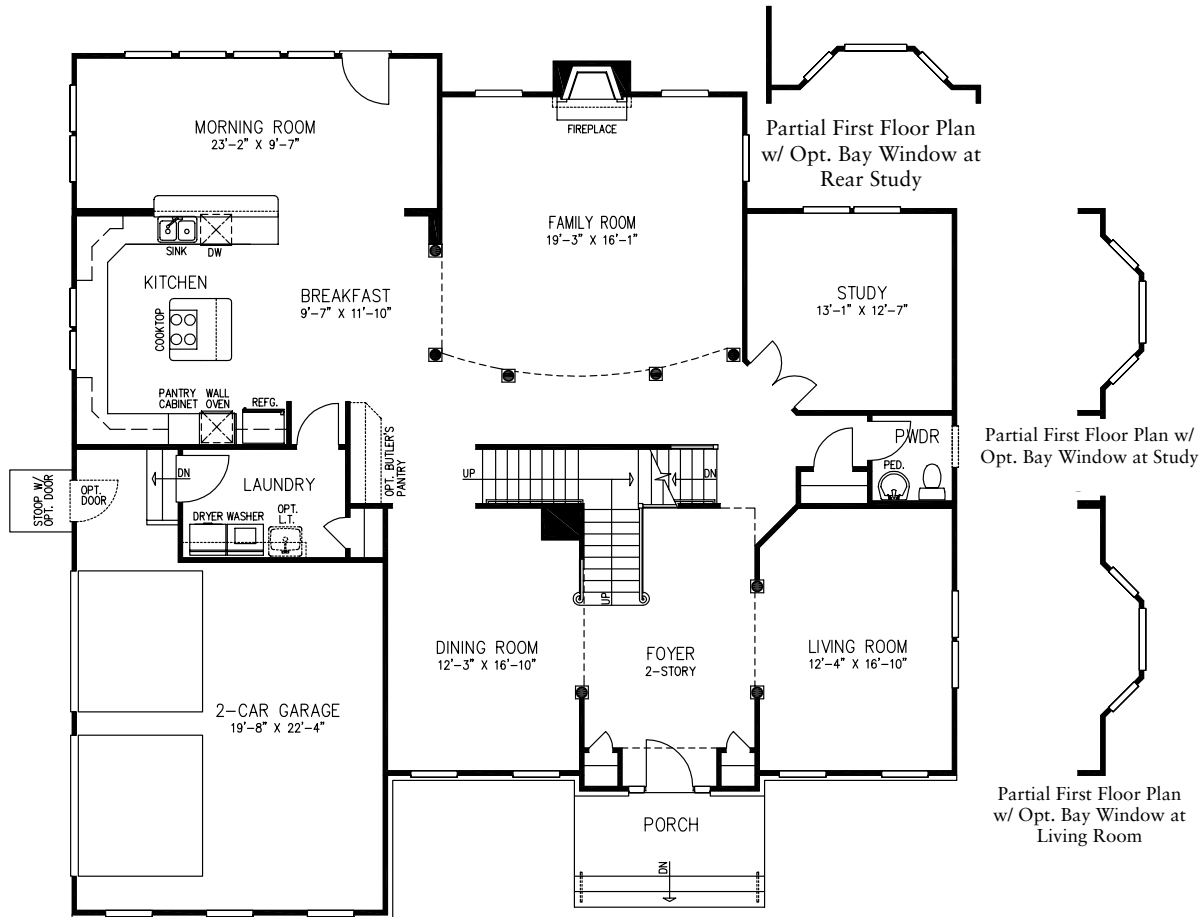 MORNING ROOM
23'-2" X 9'-7"
FIREPLACE
Partial First Floor Plan
w/ Opt. Bay Window at
Rear Study
FAMILY ROOM
19'-3" X 16'-1"
SINK
DW
KITCHEN
BREAKFAST
9'-7" X 11'-10"
COOKTOP
STUDY
13'-1" X 12'-7"
PANTRY
CABINET
WALL
OVEN
REFG.
OPT. BUTLER'S
PANTRY
PWDR
PED.
Partial First Floor Plan w/
Opt. Bay Window at Study
UP
DN
DN
LAUNDRY
STOOP W/
OPT. DOOR
OPT.
DOOR
DRYER
WASHER
OPT.
L.T.
UP
DINING ROOM
12'-3" X 16'-10"
FOYER
2-STORY
LIVING ROOM
12'-4" X 16'-10"
2-CAR GARAGE
19'-8" X 22'-4"
PORCH
DN
Partial First Floor Plan
w/ Opt. Bay Window at
Living Room